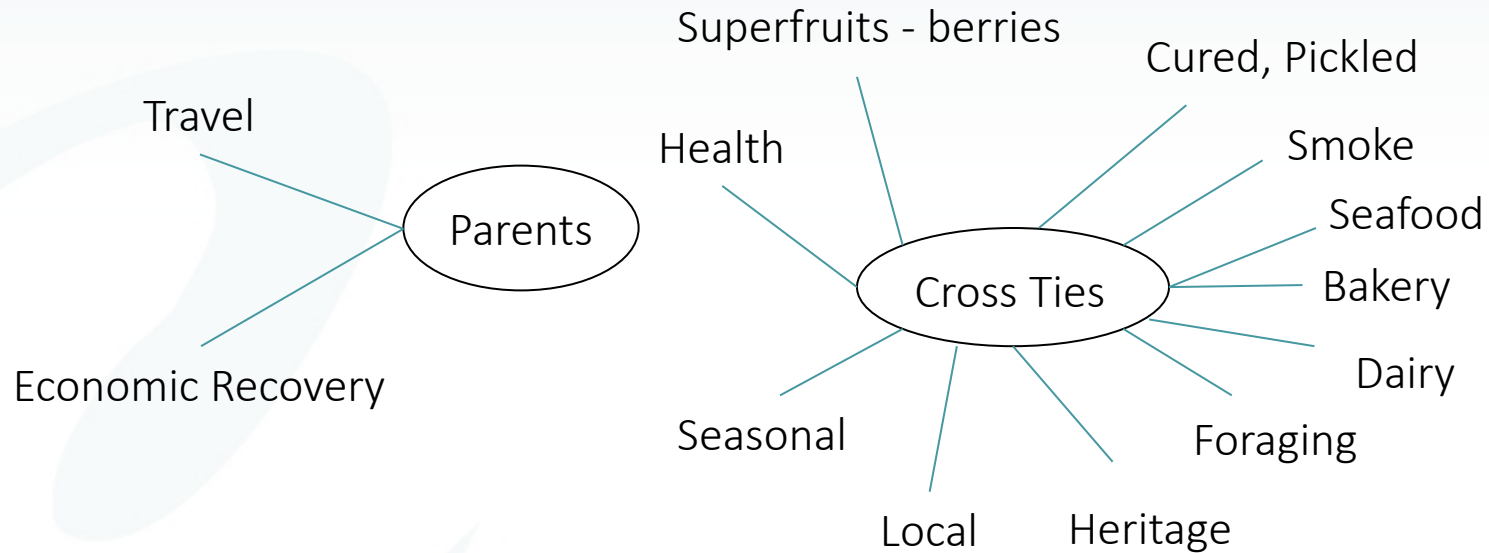 Superfruits - berries
Cured, Pickled
Travel
Health
Smoke
Seafood
Parents
Bakery
Cross Ties
Dairy
Economic Recovery
Seasonal
Foraging
Local
Heritage